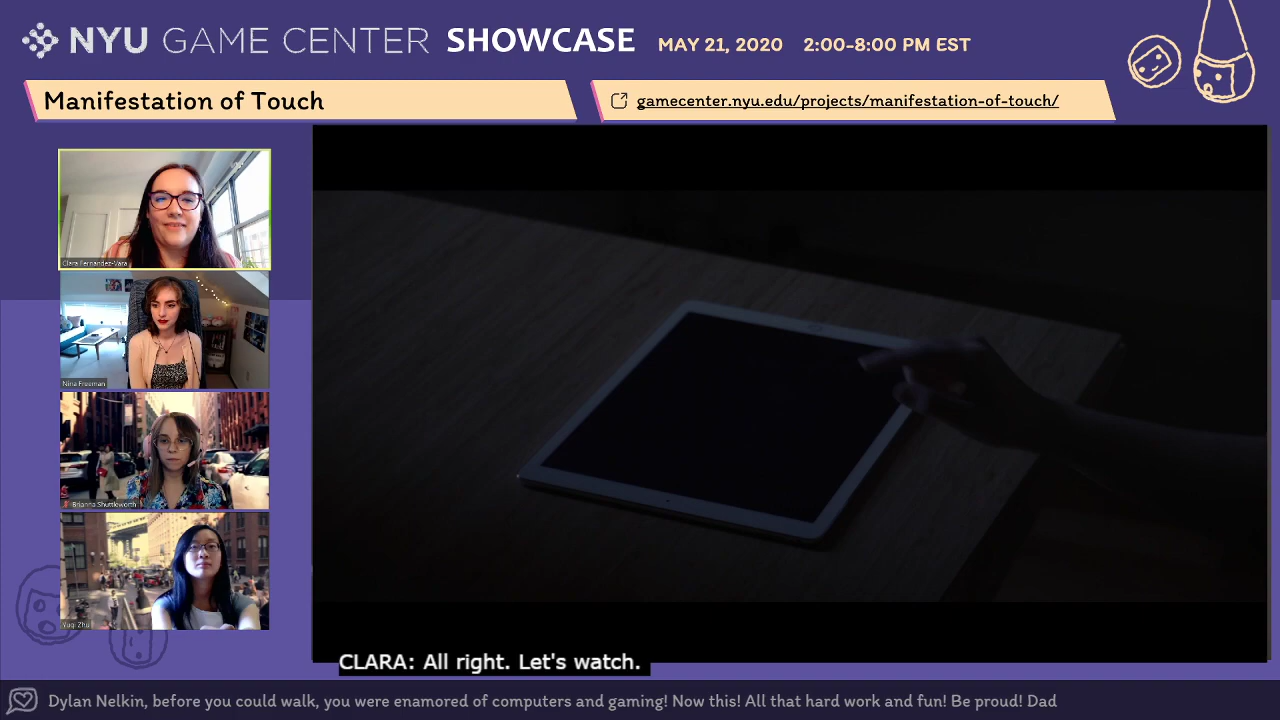 NYU GAME CENTER SHOWCASE MAY 21, 2020 2:00-8:00 PM EST
Manifestation of Touch
gamecenter.nyu.edu/projects/manifestation-of-touch/
Clara Fernandez-Vara
Nina Freeman
Brianna Shuttleworth
Yuqi Zhu
CLARA: All right. Let's watch.
Dylan Nelkin, before you could walk, you were enamored of computers and gaming! Now this! All that hard work and fun! Be proud! Dad